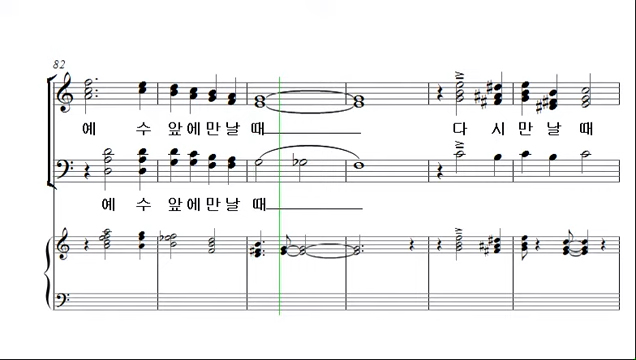 82
예 수 앞에만 날 때 다 시 만 날 때
예 수 앞에만 날 때